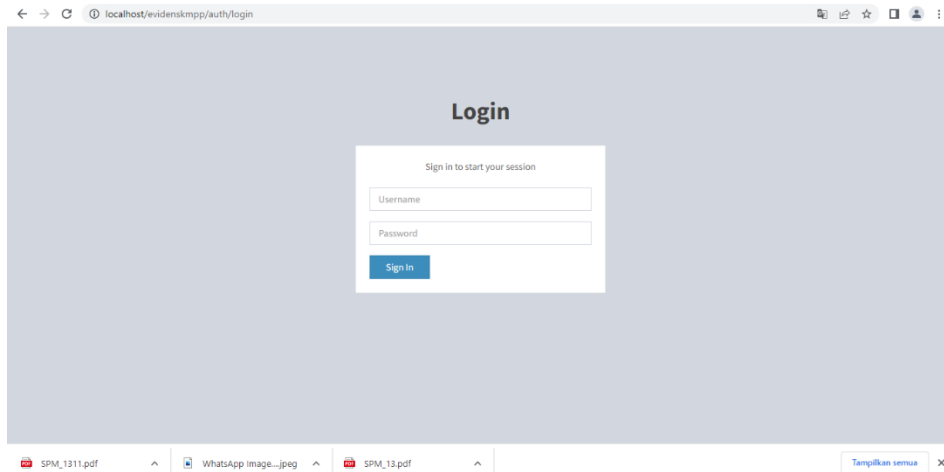 localhost/evidenskmpp/auth/login
Login
Sign in to start your session
Username
Password
Sign In
SPM_1311.pdf
WhatsApp Image....jpeg
SPM_13.pdf
Tampilkan semua